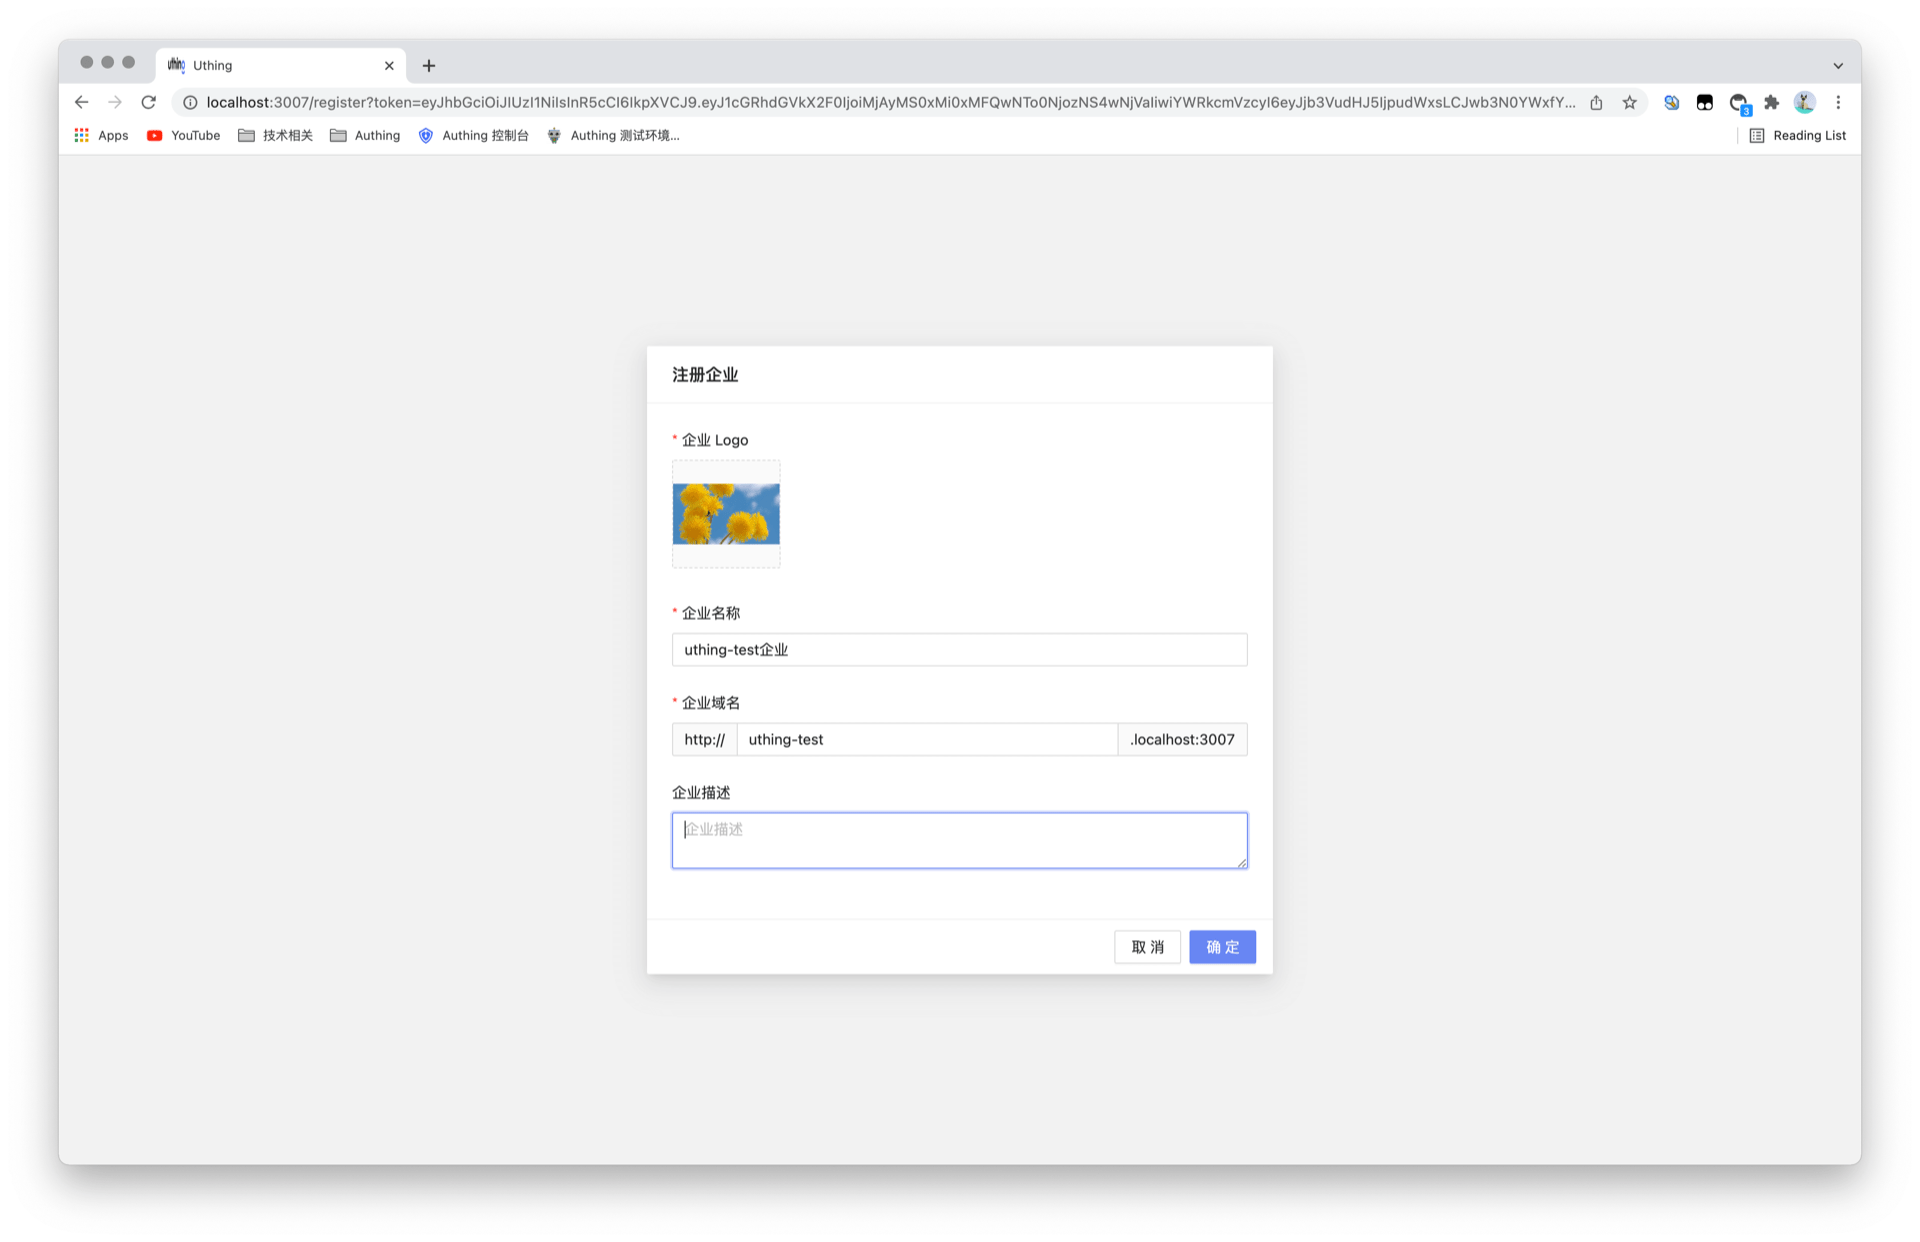 uthing Uthing
localhost:3007/register?token=eyJhbGciOiJIUzI1NiIsInR5cCI6IkpXVCJ9.eyJ1cGRhdGVkX2F0IjoiMjAyMS0xMi0xMFQwNTo0NjozNS4wNjVaIiwiYWRkcmVzcyI6eyJjb3VudHJ5IjpudWxsLCJwb3N0YWxfY... 3
Apps YouTube 技术相关 Authing Authing 控制台 Authing 测试环境... Reading List
注册企业
* 企业 Logo
* 企业名称
uthing-test企业
* 企业域名
http:// uthing-test .localhost:3007
企业描述
企业描述
取 消 确 定